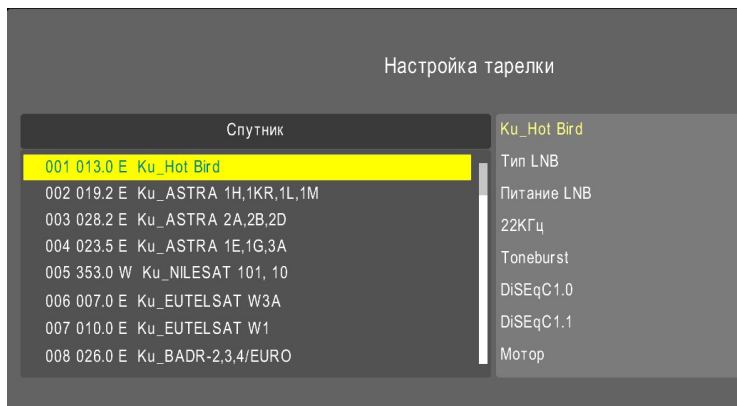 Настройка тарелки
Спутник
001 013.0 E Ku_Hot Bird
002 019.2 E Ku_ASTRA 1H,1KR,1L,1M
003 028.2 E Ku_ASTRA 2A,2B,2D
004 023.5 E Ku_ASTRA 1E,1G,3A
005 353.0 W Ku_NILESAT 101, 10
006 007.0 E Ku_EUTELSAT W3A
007 010.0 E Ku_EUTELSAT W1
008 026.0 E Ku_BADR-2,3,4/EURO
Ku_Hot Bird
Тип LNB
Питание LNB
22КГц
Toneburst
DiSEqC1.0
DiSEqC1.1
Мотор